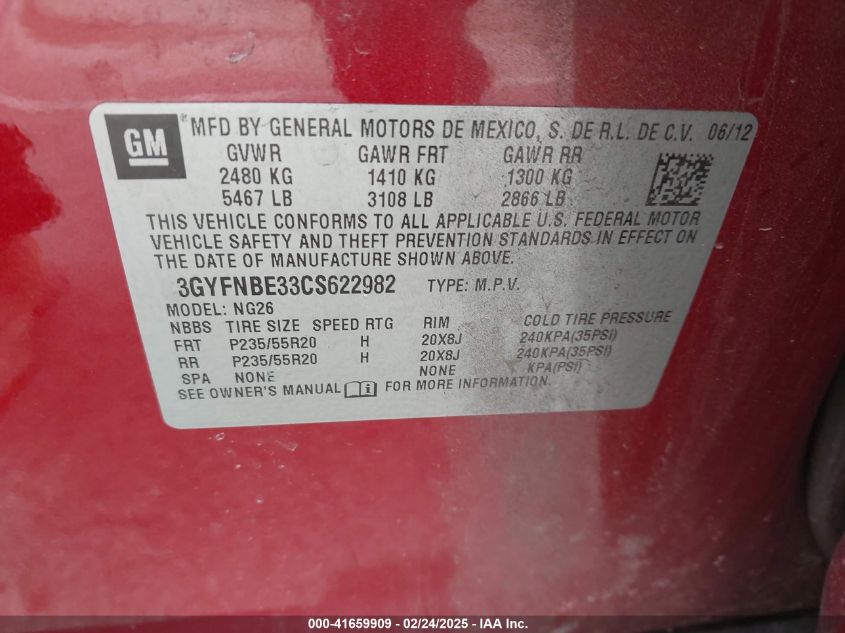 GM
MFD BY GENERAL MOTORS DE MEXICO, S. DE R.L. DE C.V. 06/12
GVWR GAWR FRT GAWR RR
2480 KG 1410 KG 1300 KG
5467 LB 3108 LB 2866 LB
THIS VEHICLE CONFORMS TO ALL APPLICABLE U.S. FEDERAL MOTOR
VEHICLE SAFETY AND THEFT PREVENTION STANDARDS IN EFFECT ON
THE DATE OF MANUFACTURE SHOWN ABOVE.
3GYFNBE33CS622982 TYPE: M.P.V.
MODEL: NG26
NBBS TIRE SIZE SPEED RTG RIM COLD TIRE PRESSURE
FRT P235/55R20 H 20X8J 240KPA(35PSI)
RR P235/55R20 H 20X8J 240KPA(35PSI)
SPA NONE NONE KPA(PSI)
SEE OWNER'S MANUAL FOR MORE INFORMATION.
000-41659909 - 02/24/2025 - IAA Inc.